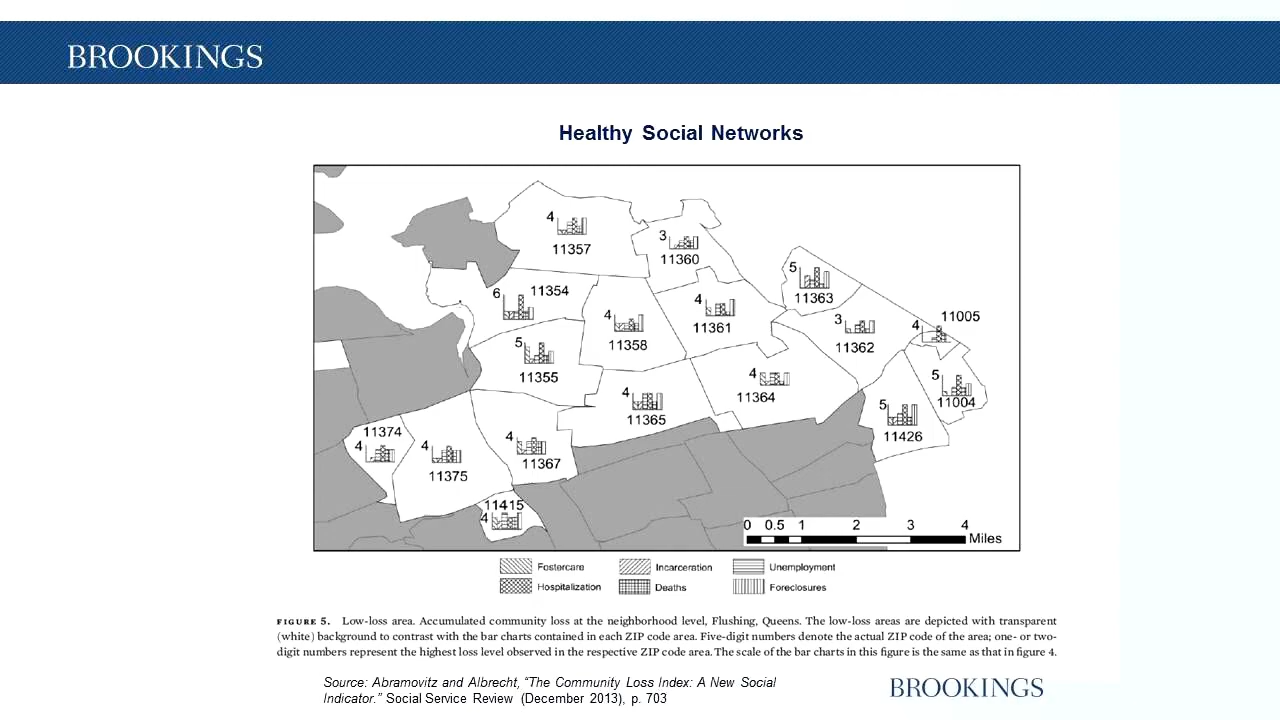 BROOKINGS
Healthy Social Networks
4
11357
3
11360
5
11363
6
11354
4
11358
4
11361
3
11362
4
11005
5
11355
4
11365
4
11364
5
11004
5
11426
11374
4
4
11375
4
11367
11415
4
0 0.5 1 2 3 4
Miles
Fostercare Incarceration Unemployment
Hospitalization Deaths Foreclosures
FIGURE 5. Low-loss area. Accumulated community loss at the neighborhood level, Flushing, Queens. The low-loss areas are depicted with transparent
(white) background to contrast with the bar charts contained in each ZIP code area. Five-digit numbers denote the actual ZIP code of the area; one- or two-
digit numbers represent the highest loss level observed in the respective ZIP code area. The scale of the bar charts in this figure is the same as that in figure 4.
Source: Abramovitz and Albrecht, “The Community Loss Index: A New Social
Indicator.” Social Service Review (December 2013), p. 703
BROOKINGS